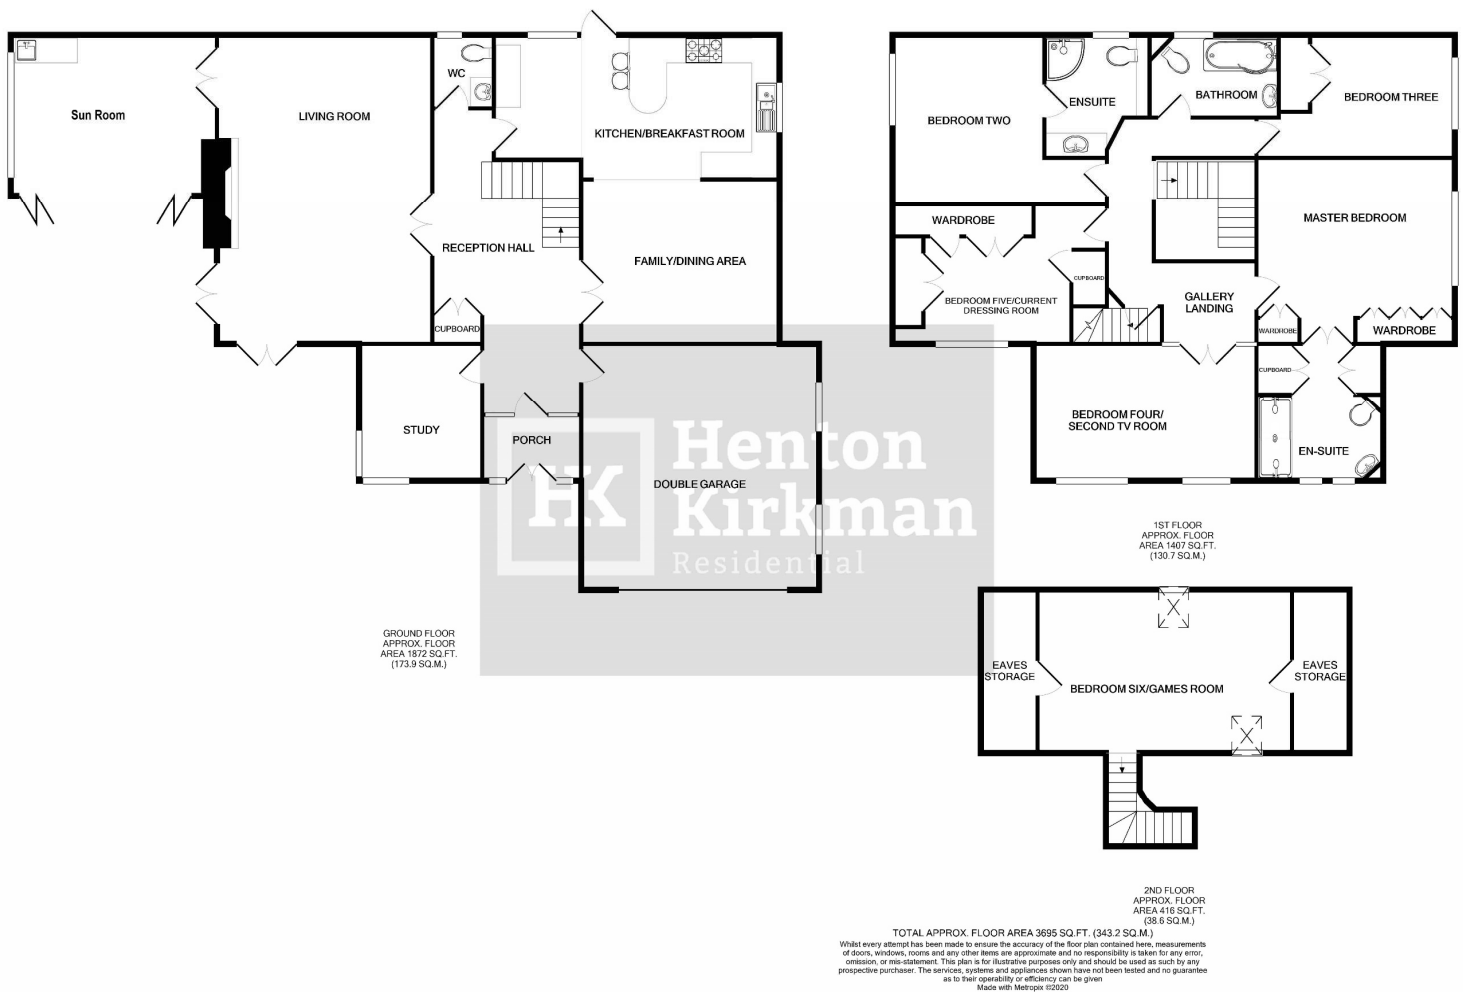 Sun Room
LIVING ROOM
WC
KITCHEN/BREAKFAST ROOM
RECEPTION HALL
FAMILY/DINING AREA
CUPBOARD
STUDY
PORCH
DOUBLE GARAGE
HK
Henton
Kirkman
Residential
GROUND FLOOR
APPROX. FLOOR
AREA 1872 SQ.FT.
(173.9 SQ.M.)
BEDROOM TWO
ENSUITE
BATHROOM
BEDROOM THREE
WARDROBE
MASTER BEDROOM
CUPBOARD
BEDROOM FIVE/CURRENT
DRESSING ROOM
GALLERY
LANDING
WARDROBE
WARDROBE
CUPBOARD
BEDROOM FOUR/
SECOND TV ROOM
EN-SUITE
1ST FLOOR
APPROX. FLOOR
AREA 1407 SQ.FT.
(130.7 SQ.M.)
EAVES
STORAGE
BEDROOM SIX/GAMES ROOM
EAVES
STORAGE
2ND FLOOR
APPROX. FLOOR
AREA 416 SQ.FT.
(38.6 SQ.M.)
TOTAL APPROX. FLOOR AREA 3695 SQ.FT. (343.2 SQ.M.)
Whilst every attempt has been made to ensure the accuracy of the floor plan contained here, measurements
of doors, windows, rooms and any other items are approximate and no responsibility is taken for any error,
omission, or mis-statement. This plan is for illustrative purposes only and should be used as such by any
prospective purchaser. The services, systems and appliances shown have not been tested and no guarantee
as to their operability or efficiency can be given
Made with Metropix ©2020